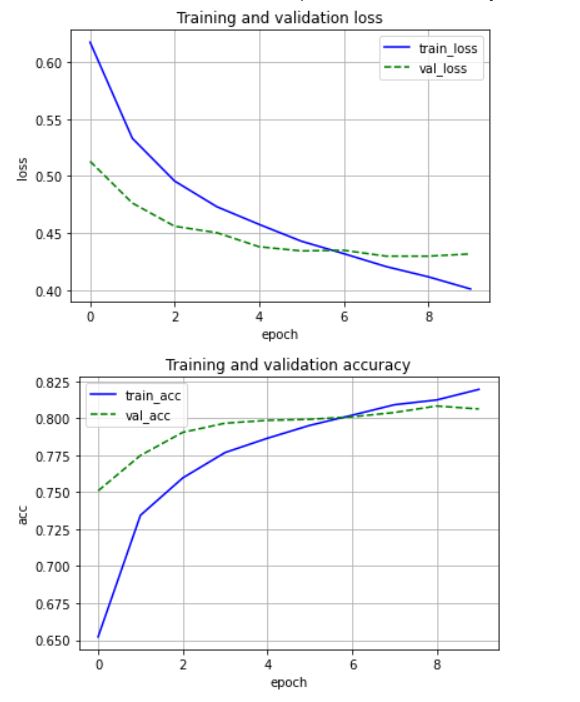 Training and validation loss
train_loss
val_loss
0.60
0.55
0.50
0.45
0.40
loss
0 2 4 6 8
epoch
Training and validation accuracy
train_acc
val_acc
0.825
0.800
0.775
0.750
0.725
0.700
0.675
0.650
acc
0 2 4 6 8
epoch